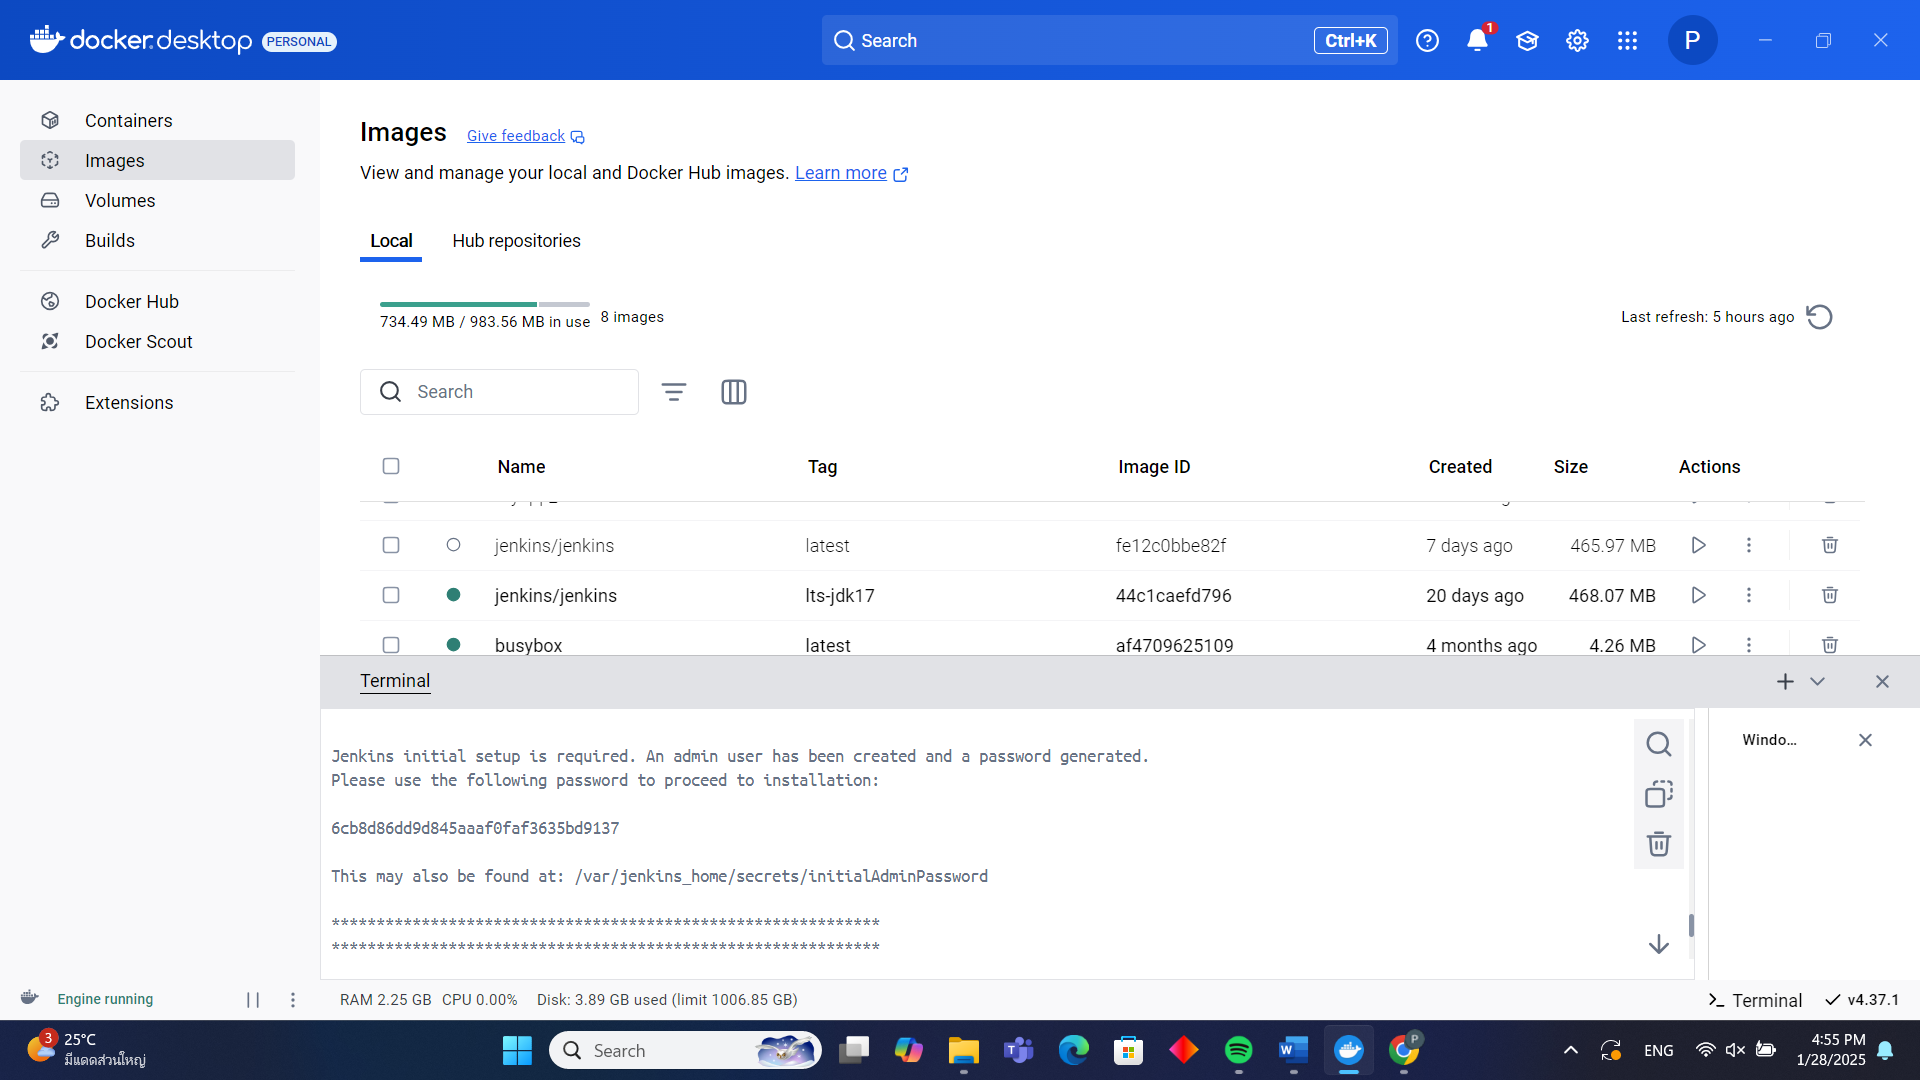 docker.desktop PERSONAL
Search
Ctrl+K
1
P
Containers
Images
Volumes
Builds
Docker Hub
Docker Scout
Extensions
Images
Give feedback
View and manage your local and Docker Hub images. Learn more
Local
Hub repositories
734.49 MB / 983.56 MB in use
8 images
Last refresh: 5 hours ago
Search
Name Tag Image ID Created Size Actions
jenkins/jenkins latest fe12c0bbe82f 7 days ago 465.97 MB
jenkins/jenkins lts-jdk17 44c1caefd796 20 days ago 468.07 MB
busybox latest af4709625109 4 months ago 4.26 MB
Terminal
Jenkins initial setup is required. An admin user has been created and a password generated.
Please use the following password to proceed to installation:
6cb8d86dd9d845aaaf0faf3635bd9137
This may also be found at: /var/jenkins_home/secrets/initialAdminPassword
*************************************************************
*************************************************************
Windo...
Engine running
RAM 2.25 GB CPU 0.00% Disk: 3.89 GB used (limit 1006.85 GB)
Terminal
v4.37.1
3
25°C
มีแดดส่วนใหญ่
Search
P
ENG
4:55 PM
1/28/2025